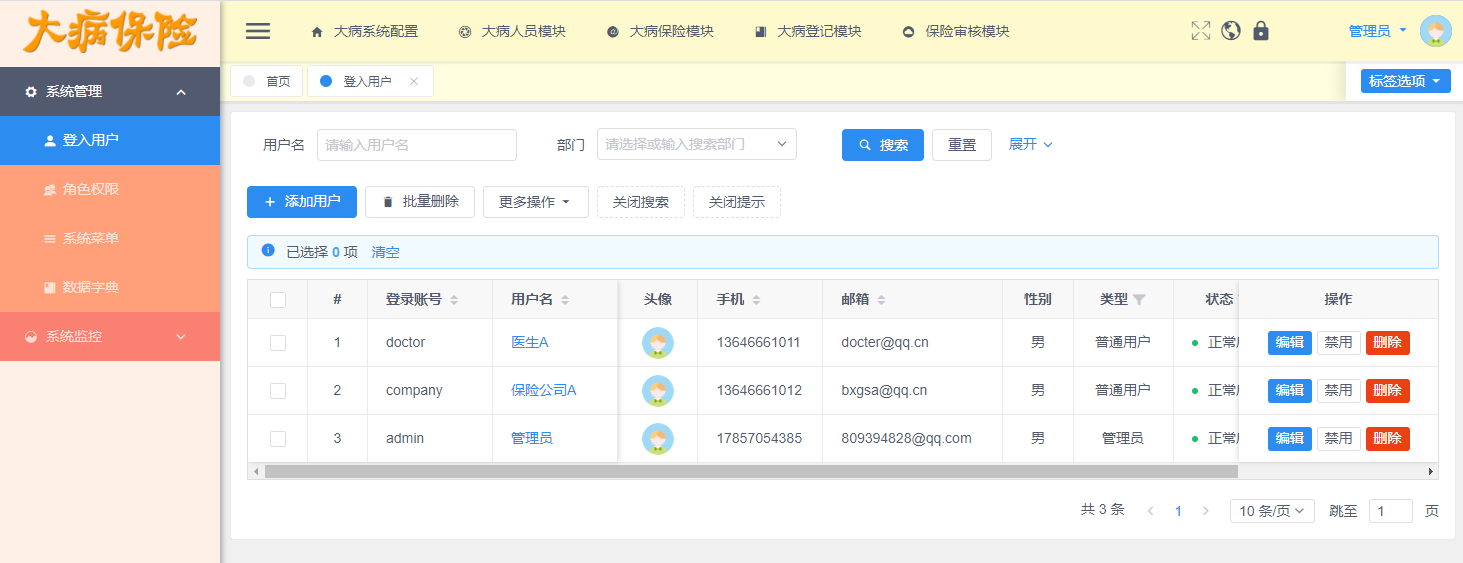 大病保险
大病系统配置 大病人员模块 大病保险模块 大病登记模块 保险审核模块 管理员
系统管理
登入用户
角色权限
系统菜单
数据字典
系统监控
首页 登入用户 标签选项
用户名 请输入用户名 部门 请选择或输入搜索部门 搜索 重置 展开
添加用户 批量删除 更多操作 关闭搜索 关闭提示
已选择 0 项 清空
# 登录账号 用户名 头像 手机 邮箱 性别 类型 状态 操作
1 doctor 医生A 13646661011 docter@qq.cn 男 普通用户 正常 编辑 禁用 删除
2 company 保险公司A 13646661012 bxgsa@qq.cn 男 普通用户 正常 编辑 禁用 删除
3 admin 管理员 17857054385 809394828@qq.com 男 管理员 正常 编辑 禁用 删除
共 3 条 1 10 条/页 跳至 1 页